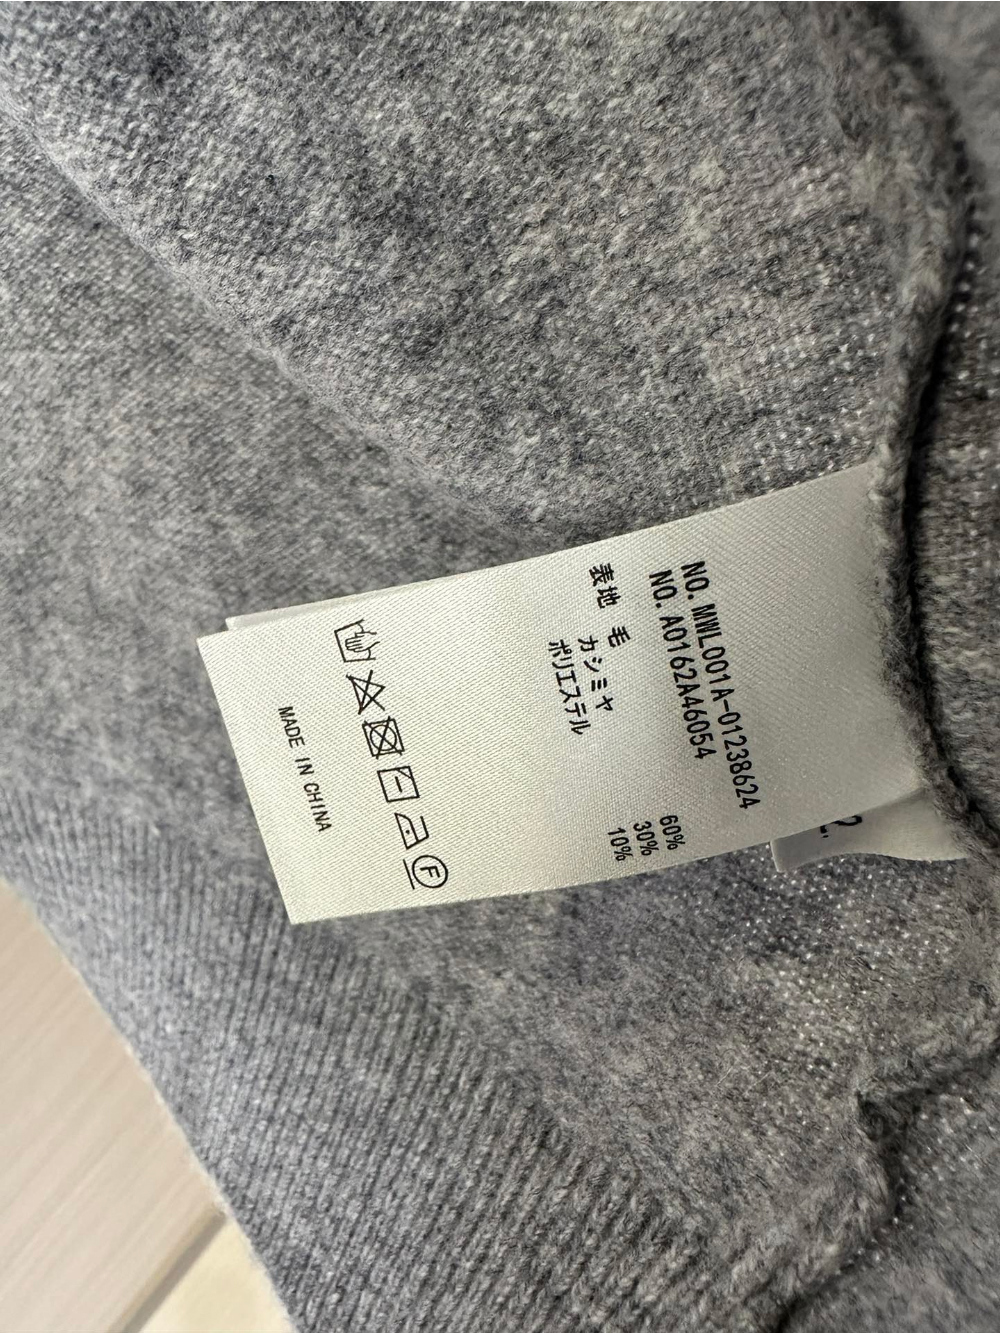 NO. MWL001A-01238624
NO. A0162A46054
表地 毛 60%
カシミヤ 30%
ポリエステル 10%
F
MADE IN CHINA